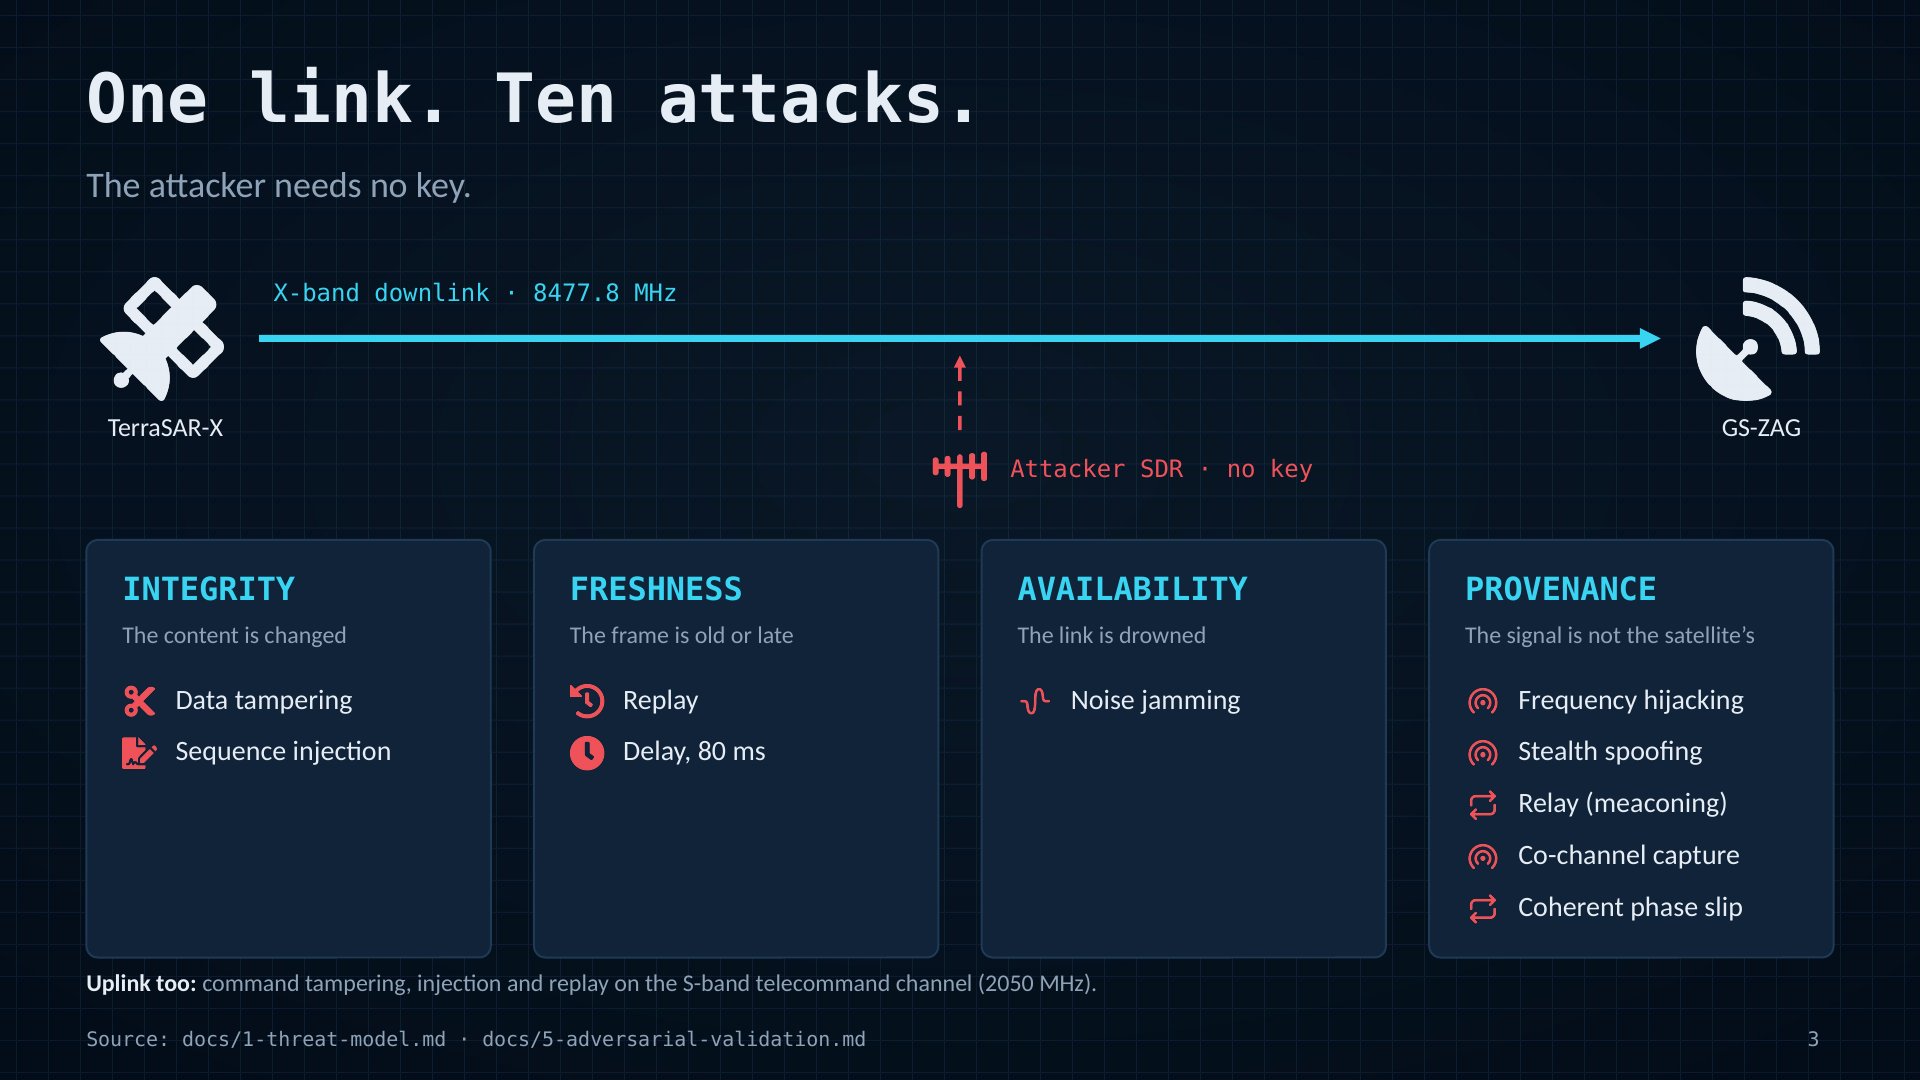 One link. Ten attacks.
The attacker needs no key.
X-band downlink · 8477.8 MHz
TerraSAR-X
GS-ZAG
Attacker SDR · no key
INTEGRITY
The content is changed
Data tampering
Sequence injection
FRESHNESS
The frame is old or late
Replay
Delay, 80 ms
AVAILABILITY
The link is drowned
Noise jamming
PROVENANCE
The signal is not the satellite’s
Frequency hijacking
Stealth spoofing
Relay (meaconing)
Co-channel capture
Coherent phase slip
Uplink too: command tampering, injection and replay on the S-band telecommand channel (2050 MHz).
Source: docs/1-threat-model.md · docs/5-adversarial-validation.md
3